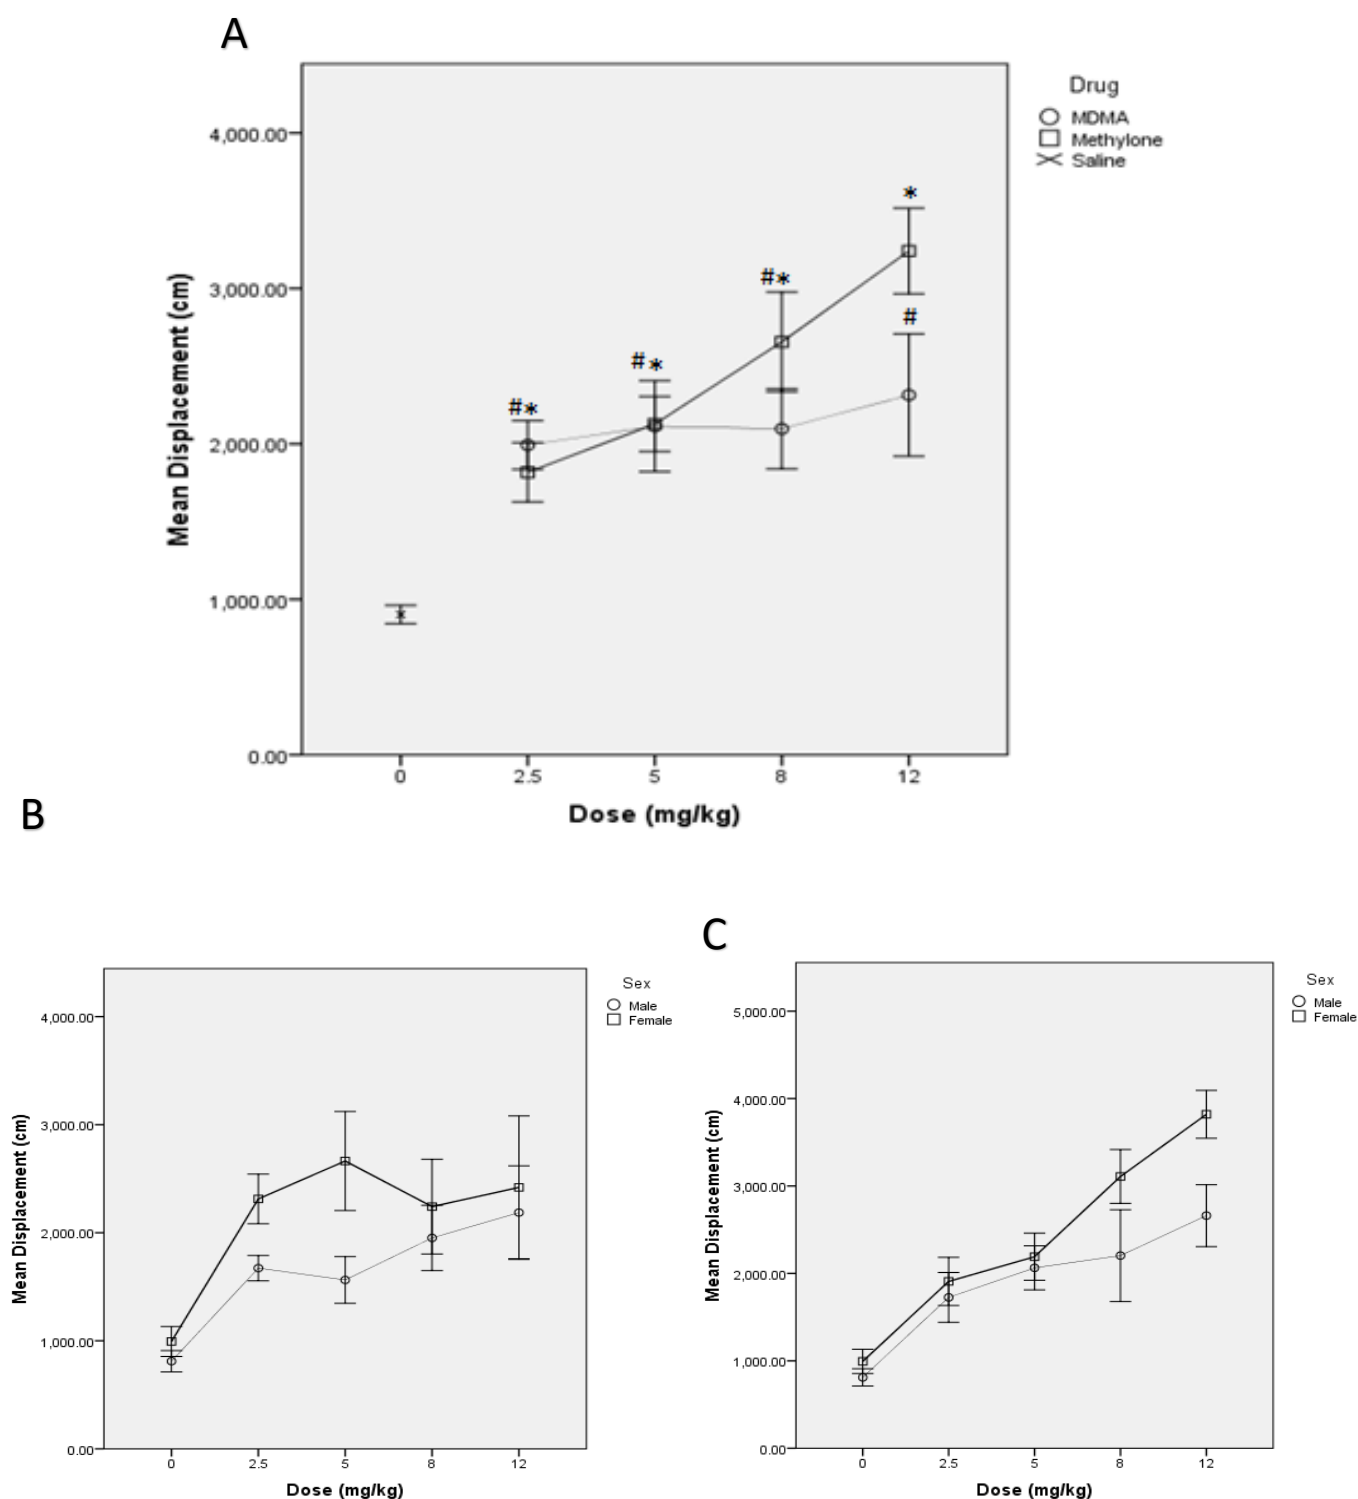 A
Drug
MDMA
Methylone
Saline
4,000.00
3,000.00
2,000.00
1,000.00
0.00
Mean Displacement (cm)
#*
#*
#*
*
#
0
2.5
5
8
12
Dose (mg/kg)
B
Sex
Male
Female
4,000.00
3,000.00
2,000.00
1,000.00
0.00
Mean Displacement (cm)
0
2.5
5
8
12
Dose (mg/kg)
C
Sex
Male
Female
5,000.00
4,000.00
3,000.00
2,000.00
1,000.00
0.00
Mean Displacement (cm)
0
2.5
5
8
12
Dose (mg/kg)